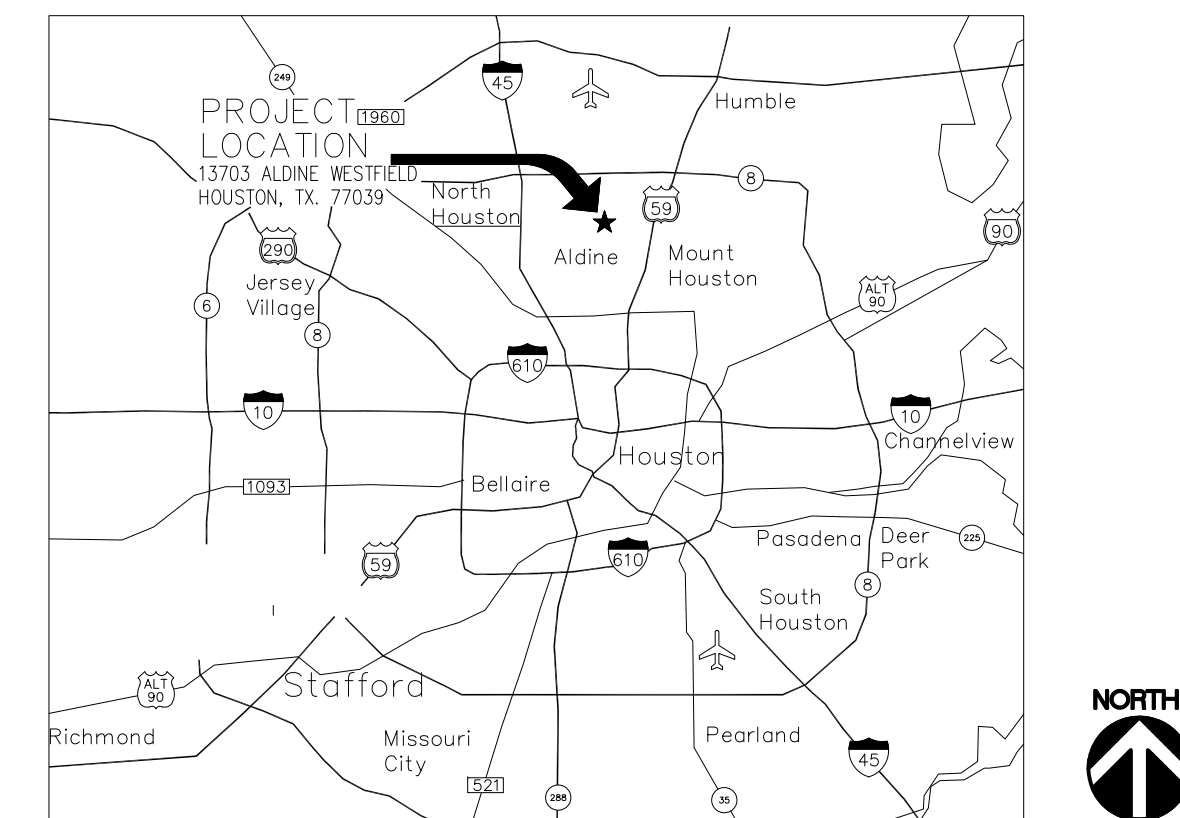 249
45
PROJECT
1960
LOCATION
Humble
13703 ALDINE WESTFIELD
HOUSTON, TX. 77039
8
North
Houston
59
90
290
Aldine
Mount
Houston
Jersey
Village
ALT
90
6
8
610
10
10
Channelview
Houston
1093
Bellaire
Pasadena
Deer
Park
225
59
610
8
South
Houston
Stafford
ALT
90
NORTH
Richmond
Missouri
City
Pearland
45
521
288
35